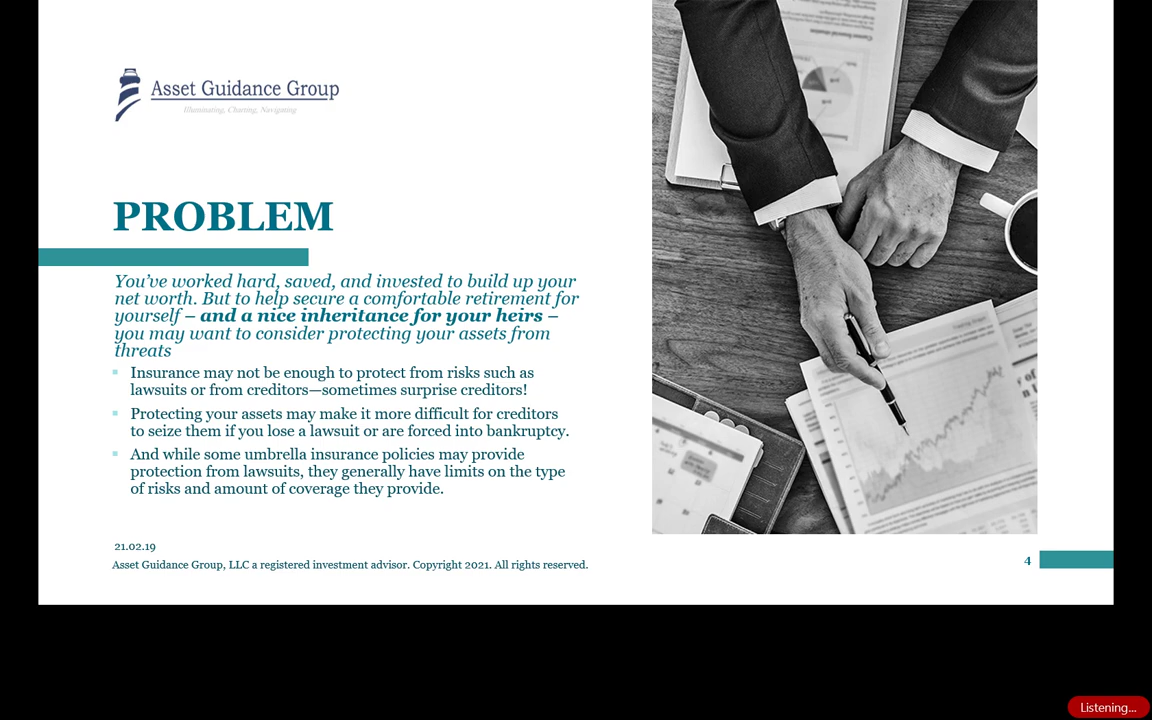 Asset Guidance Group
Illuminating, Charting, Navigating
PROBLEM
You’ve worked hard, saved, and invested to build up your
net worth. But to help secure a comfortable retirement for
yourself – and a nice inheritance for your heirs –
you may want to consider protecting your assets from
threats
Insurance may not be enough to protect from risks such as
lawsuits or from creditors—sometimes surprise creditors!
Protecting your assets may make it more difficult for creditors
to seize them if you lose a lawsuit or are forced into bankruptcy.
And while some umbrella insurance policies may provide
protection from lawsuits, they generally have limits on the type
of risks and amount of coverage they provide.
21.02.19
Asset Guidance Group, LLC a registered investment advisor. Copyright 2021. All rights reserved.
4
Listening...